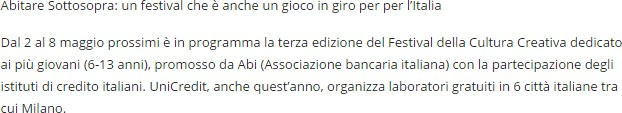 Abitare Sottosopra: un festival che è anche un gioco in giro per per l’Italia
Dal 2 al 8 maggio prossimi è in programma la terza edizione del Festival della Cultura Creativa dedicato
ai più giovani (6-13 anni), promosso da Abi (Associazione bancaria italiana) con la partecipazione degli
istituti di credito italiani. UniCredit, anche quest’anno, organizza laboratori gratuiti in 6 città italiane tra
cui Milano.